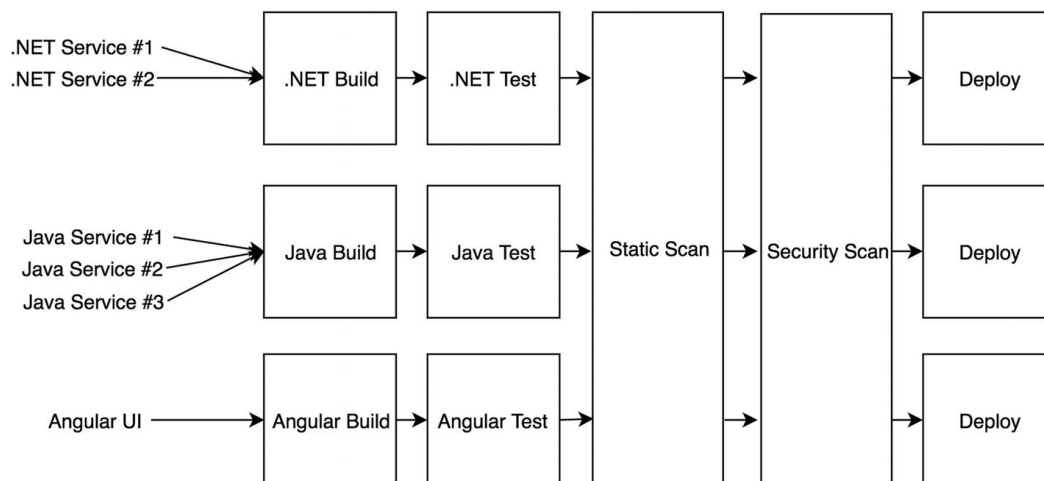 .NET Service #1
.NET Service #2
.NET Build
.NET Test
Deploy
Java Service #1
Java Service #2
Java Service #3
Java Build
Java Test
Static Scan
Security Scan
Deploy
Angular UI
Angular Build
Angular Test
Deploy